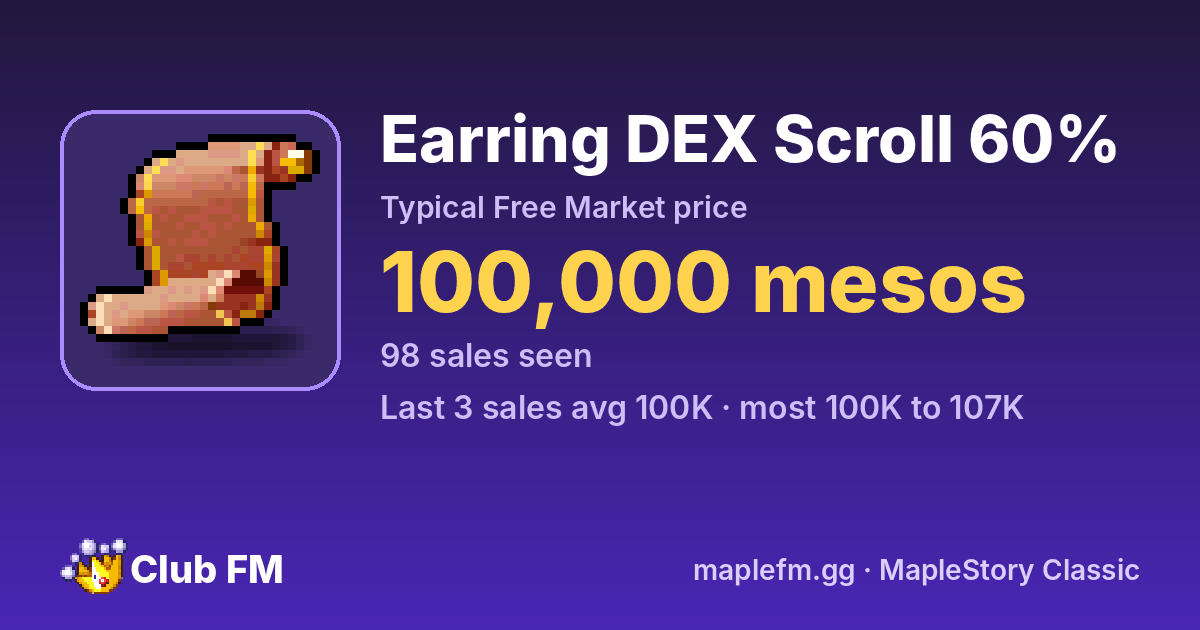 Earring DEX Scroll 60%
Typical Free Market price
100,000 mesos
98 sales seen
Last 3 sales avg 100K · most 100K to 107K
Club FM
maplefm.gg · MapleStory Classic